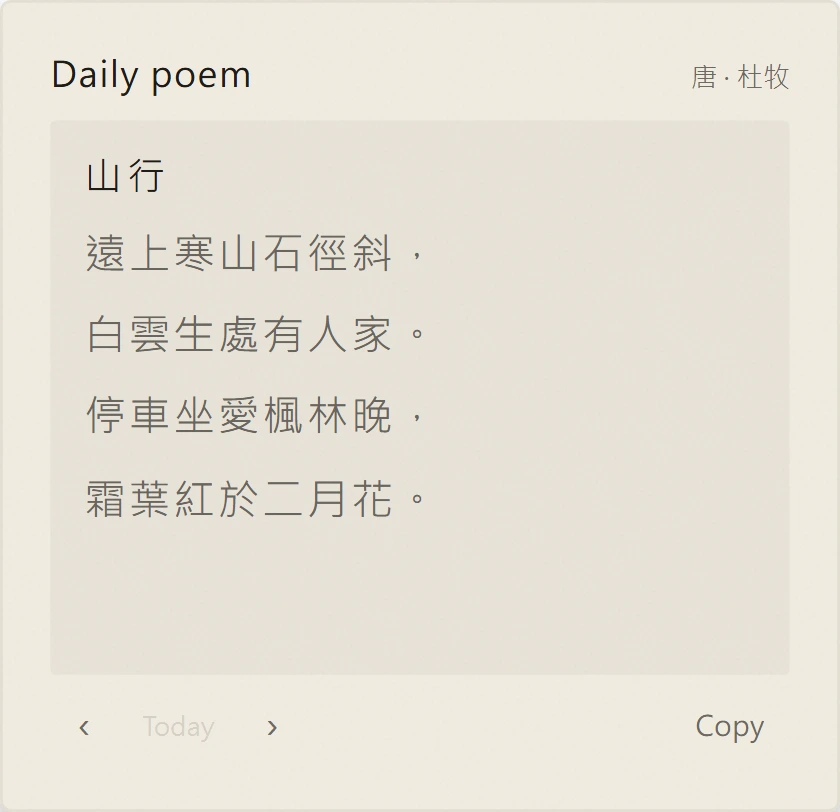 Daily poem
唐 · 杜牧
山行
遠上寒山石徑斜，
白雲生處有人家。
停車坐愛楓林晚，
霜葉紅於二月花。
‹ Today ›
Copy